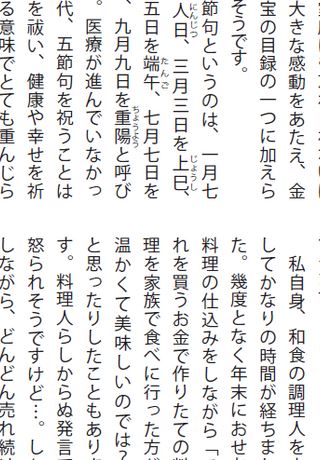 大きな感動をあたえ、金
宝の目録の一つに加えら
そうです。
節句というのは、一月七
人日、三月三日を上巳、
五日を端午、七月七日を
、九月九日を重陽と呼び
。医療が進んでいなかっ
代、五節句を祝うことは
を祓い、健康や幸せを祈
る意味でとても重んじら
私自身、和食の調理人を
してかなりの時間が経ちま
た。幾度となく年末におせ
料理の仕込みをしながら「
れを買うお金で作りたての料
理を家族で食べに行った方が
温かくて美味しいのでは？
と思ったりしたこともありま
す。料理人らしからぬ発言で
怒られそうですけど…。し
しながら、どんどん売れ続